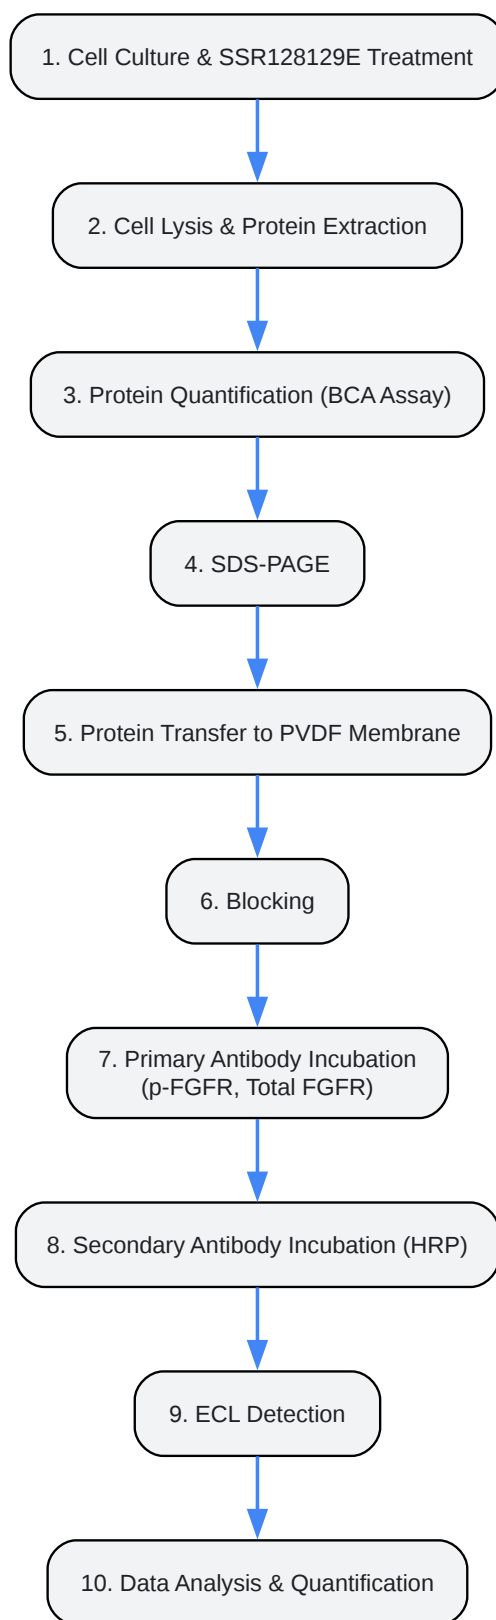 1. Cell Culture & SSR128129E Treatment
2. Cell Lysis & Protein Extraction
3. Protein Quantification (BCA Assay)
4. SDS-PAGE
5. Protein Transfer to PVDF Membrane
6. Blocking
7. Primary Antibody Incubation
(p-FGFR, Total FGFR)
8. Secondary Antibody Incubation (HRP)
9. ECL Detection
10. Data Analysis & Quantification